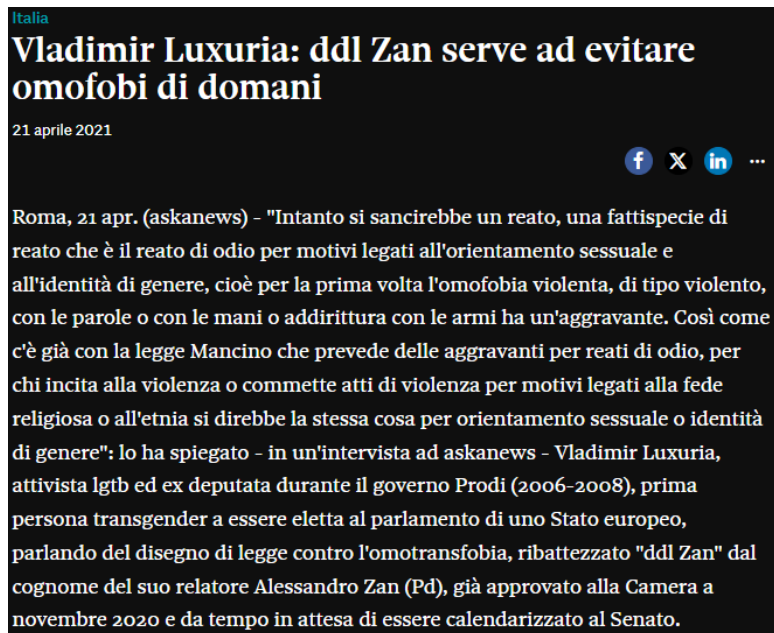 Italia
Vladimir Luxuria: ddl Zan serve ad evitare
omofobi di domani
21 aprile 2021
Roma, 21 apr. (askanews) - "Intanto si sancirebbe un reato, una fattispecie di
reato che è il reato di odio per motivi legati all'orientamento sessuale e
all'identità di genere, cioè per la prima volta l'omofobia violenta, di tipo violento,
con le parole o con le mani o addirittura con le armi ha un'aggravante. Così come
c'è già con la legge Mancino che prevede delle aggravanti per reati di odio, per
chi incita alla violenza o commette atti di violenza per motivi legati alla fede
religiosa o all'etnia si direbbe la stessa cosa per orientamento sessuale o identità
di genere": lo ha spiegato - in un'intervista ad askanews - Vladimir Luxuria,
attivista lgtb ed ex deputata durante il governo Prodi (2006-2008), prima
persona transgender a essere eletta al parlamento di uno Stato europeo,
parlando del disegno di legge contro l'omotransfobia, ribattezzato "ddl Zan" dal
cognome del suo relatore Alessandro Zan (Pd), già approvato alla Camera a
novembre 2020 e da tempo in attesa di essere calendarizzato al Senato.